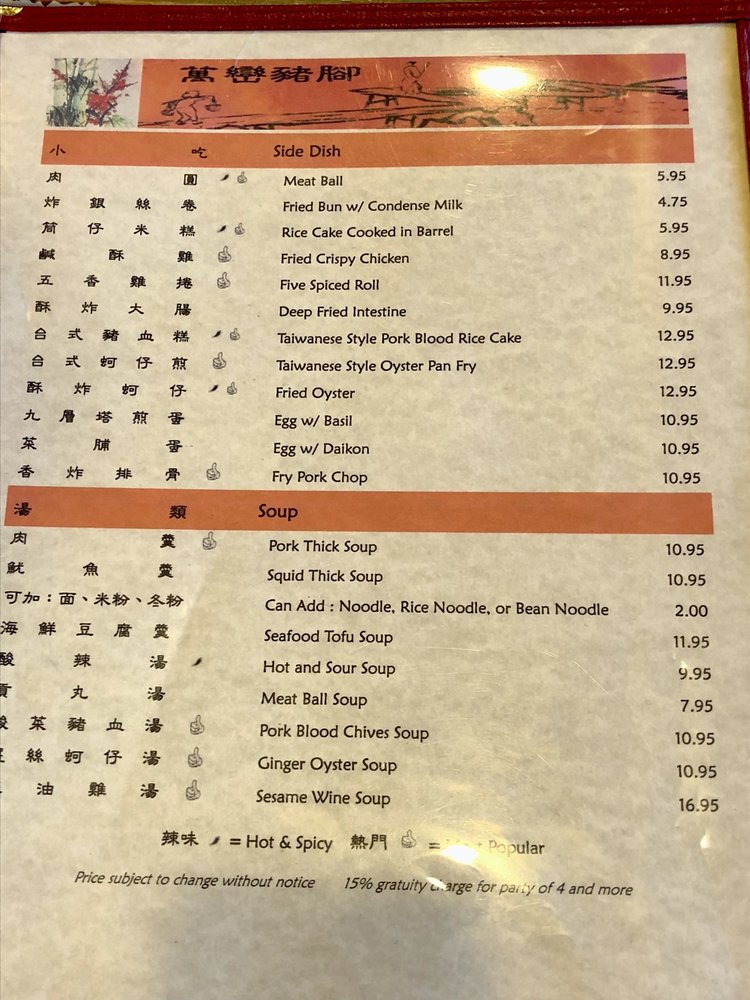 萬巒豬腳
小吃 Side Dish
肉圓 Meat Ball 5.95
炸銀絲卷 Fried Bun w/ Condense Milk 4.75
筒仔米糕 Rice Cake Cooked in Barrel 5.95
鹹酥雞 Fried Crispy Chicken 8.95
五香雞捲 Five Spiced Roll 11.95
酥炸大腸 Deep Fried Intestine 9.95
台式豬血糕 Taiwanese Style Pork Blood Rice Cake 12.95
台式蚵仔煎 Taiwanese Style Oyster Pan Fry 12.95
酥炸蚵仔 Fried Oyster 12.95
九層塔煎蛋 Egg w/ Basil 10.95
菜脯蛋 Egg w/ Daikon 10.95
香炸排骨 Fry Pork Chop 10.95
湯類 Soup
肉羹 Pork Thick Soup 10.95
魷魚羹 Squid Thick Soup 10.95
可加：面、米粉、冬粉 Can Add : Noodle, Rice Noodle, or Bean Noodle 2.00
海鮮豆腐羹 Seafood Tofu Soup 11.95
酸辣湯 Hot and Sour Soup 9.95
貢丸湯 Meat Ball Soup 7.95
酸菜豬血湯 Pork Blood Chives Soup 10.95
絲蚵仔湯 Ginger Oyster Soup 10.95
油雞湯 Sesame Wine Soup 16.95
辣味 = Hot & Spicy 熱門 = Most Popular
Price subject to change without notice 15% gratuity charge for party of 4 and more